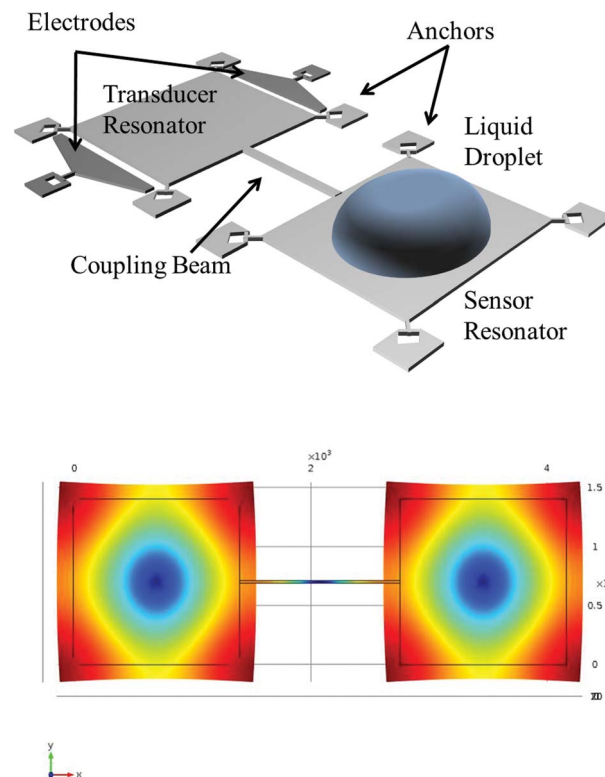 Electrodes
Anchors
Transducer
Resonator
Liquid
Droplet
Coupling Beam
Sensor
Resonator
×10³
0
2
4
1.5
1
0.5
0
y
x